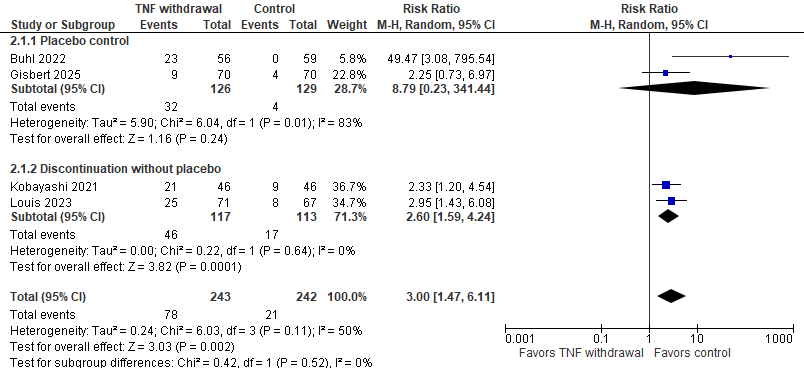 TNF withdrawal Control Risk Ratio Risk Ratio
Study or Subgroup Events Total Events Total Weight M-H, Random, 95% CI M-H, Random, 95% CI
2.1.1 Placebo control
Buhl 2022 23 56 0 59 5.8% 49.47 [3.08, 795.54]
Gisbert 2025 9 70 4 70 22.8% 2.25 [0.73, 6.97]
Subtotal (95% CI) 126 129 28.7% 8.79 [0.23, 341.44]
Total events 32 4
Heterogeneity: Tau² = 5.90; Chi² = 6.04, df = 1 (P = 0.01); I² = 83%
Test for overall effect: Z = 1.16 (P = 0.24)
2.1.2 Discontinuation without placebo
Kobayashi 2021 21 46 9 46 36.7% 2.33 [1.20, 4.54]
Louis 2023 25 71 8 67 34.7% 2.95 [1.43, 6.08]
Subtotal (95% CI) 117 113 71.3% 2.60 [1.59, 4.24]
Total events 46 17
Heterogeneity: Tau² = 0.00; Chi² = 0.22, df = 1 (P = 0.64); I² = 0%
Test for overall effect: Z = 3.82 (P = 0.0001)
Total (95% CI) 243 242 100.0% 3.00 [1.47, 6.11]
Total events 78 21
Heterogeneity: Tau² = 0.24; Chi² = 6.03, df = 3 (P = 0.11); I² = 50%
Test for overall effect: Z = 3.03 (P = 0.002)
Test for subgroup differences: Chi² = 0.42, df = 1 (P = 0.52), I² = 0%
0.001 0.1 1 10 1000
Favors TNF withdrawal Favors control